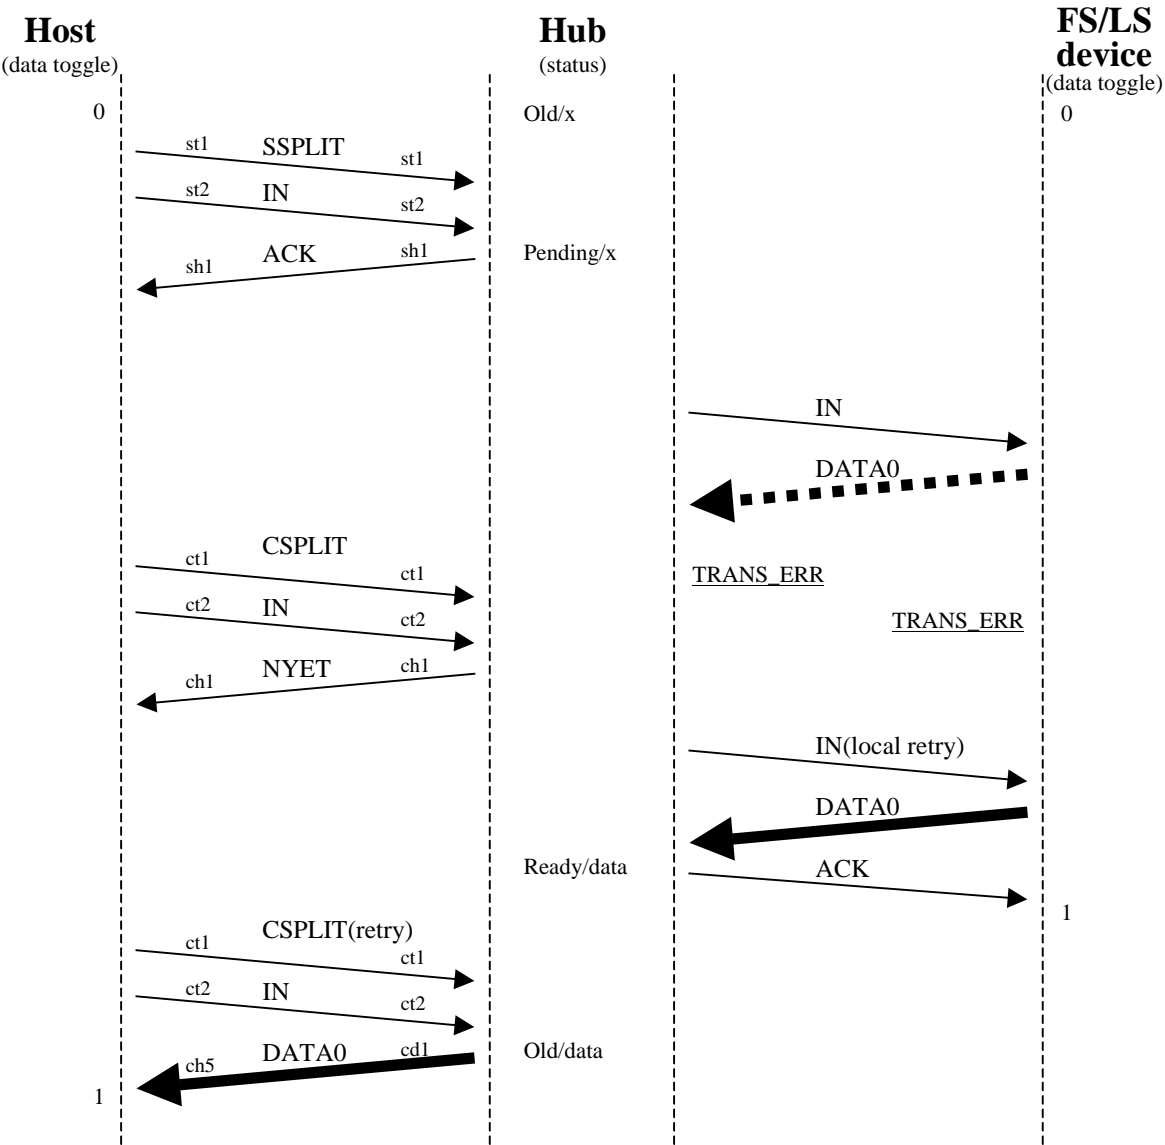 Host
(data toggle)
Hub
(status)
FS/LS
device
(data toggle)
0
Old/x
0
st1 SSPLIT st1
st2 IN st2
sh1 ACK sh1
Pending/x
IN
DATA0
ct1 CSPLIT ct1
TRANS_ERR
ct2 IN ct2
TRANS_ERR
ch1 NYET ch1
IN(local retry)
DATA0
Ready/data
ACK
1
ct1 CSPLIT(retry) ct1
ct2 IN ct2
ch5 DATA0 cd1
Old/data
1